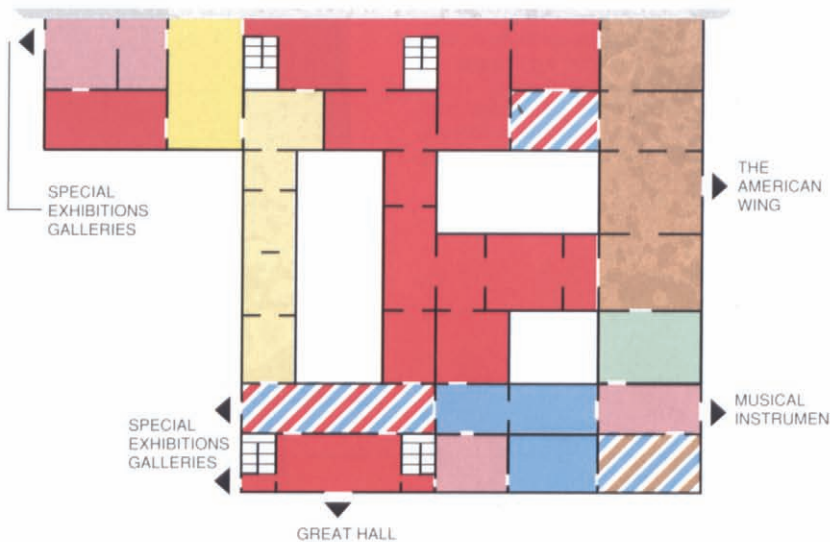 SPECIAL
EXHIBITIONS
GALLERIES
THE
AMERICAN
WING
SPECIAL
EXHIBITIONS
GALLERIES
MUSICAL
INSTRUMEN
GREAT HALL